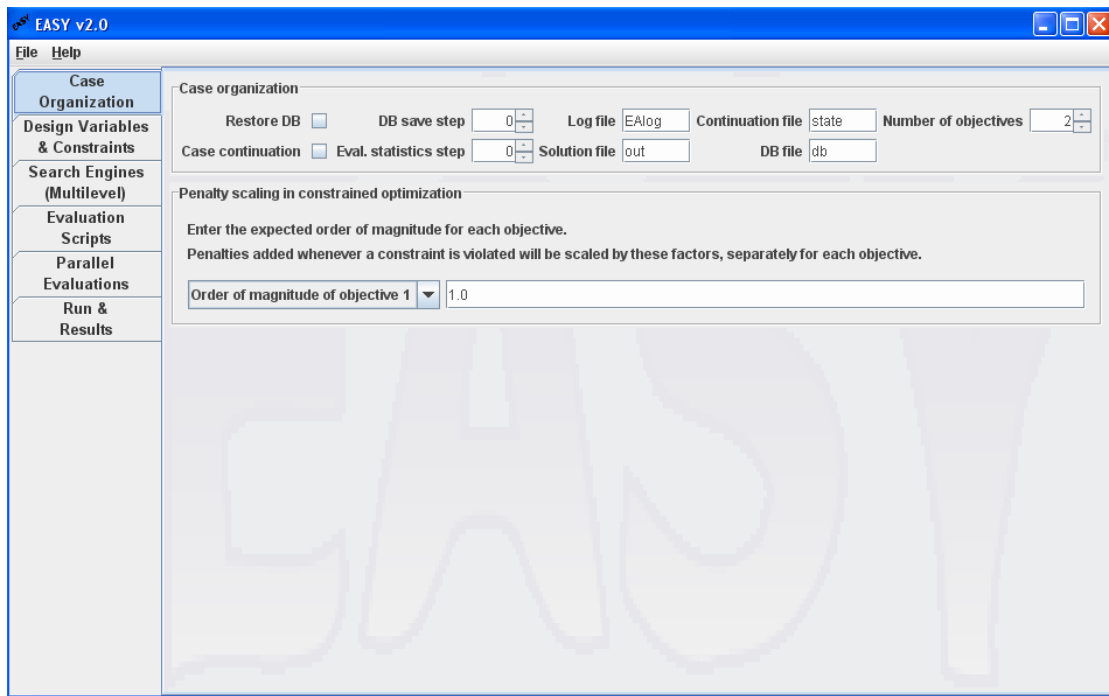 EASY EASY v2.0
File Help
Case
Organization
Design Variables
& Constraints
Search Engines
(Multilevel)
Evaluation
Scripts
Parallel
Evaluations
Run &
Results
Case organization
Restore DB DB save step 0 Log file EAlog Continuation file state Number of objectives 2
Case continuation Eval. statistics step 0 Solution file out DB file db
Penalty scaling in constrained optimization
Enter the expected order of magnitude for each objective.
Penalties added whenever a constraint is violated will be scaled by these factors, separately for each objective.
Order of magnitude of objective 1 1.0
EASY